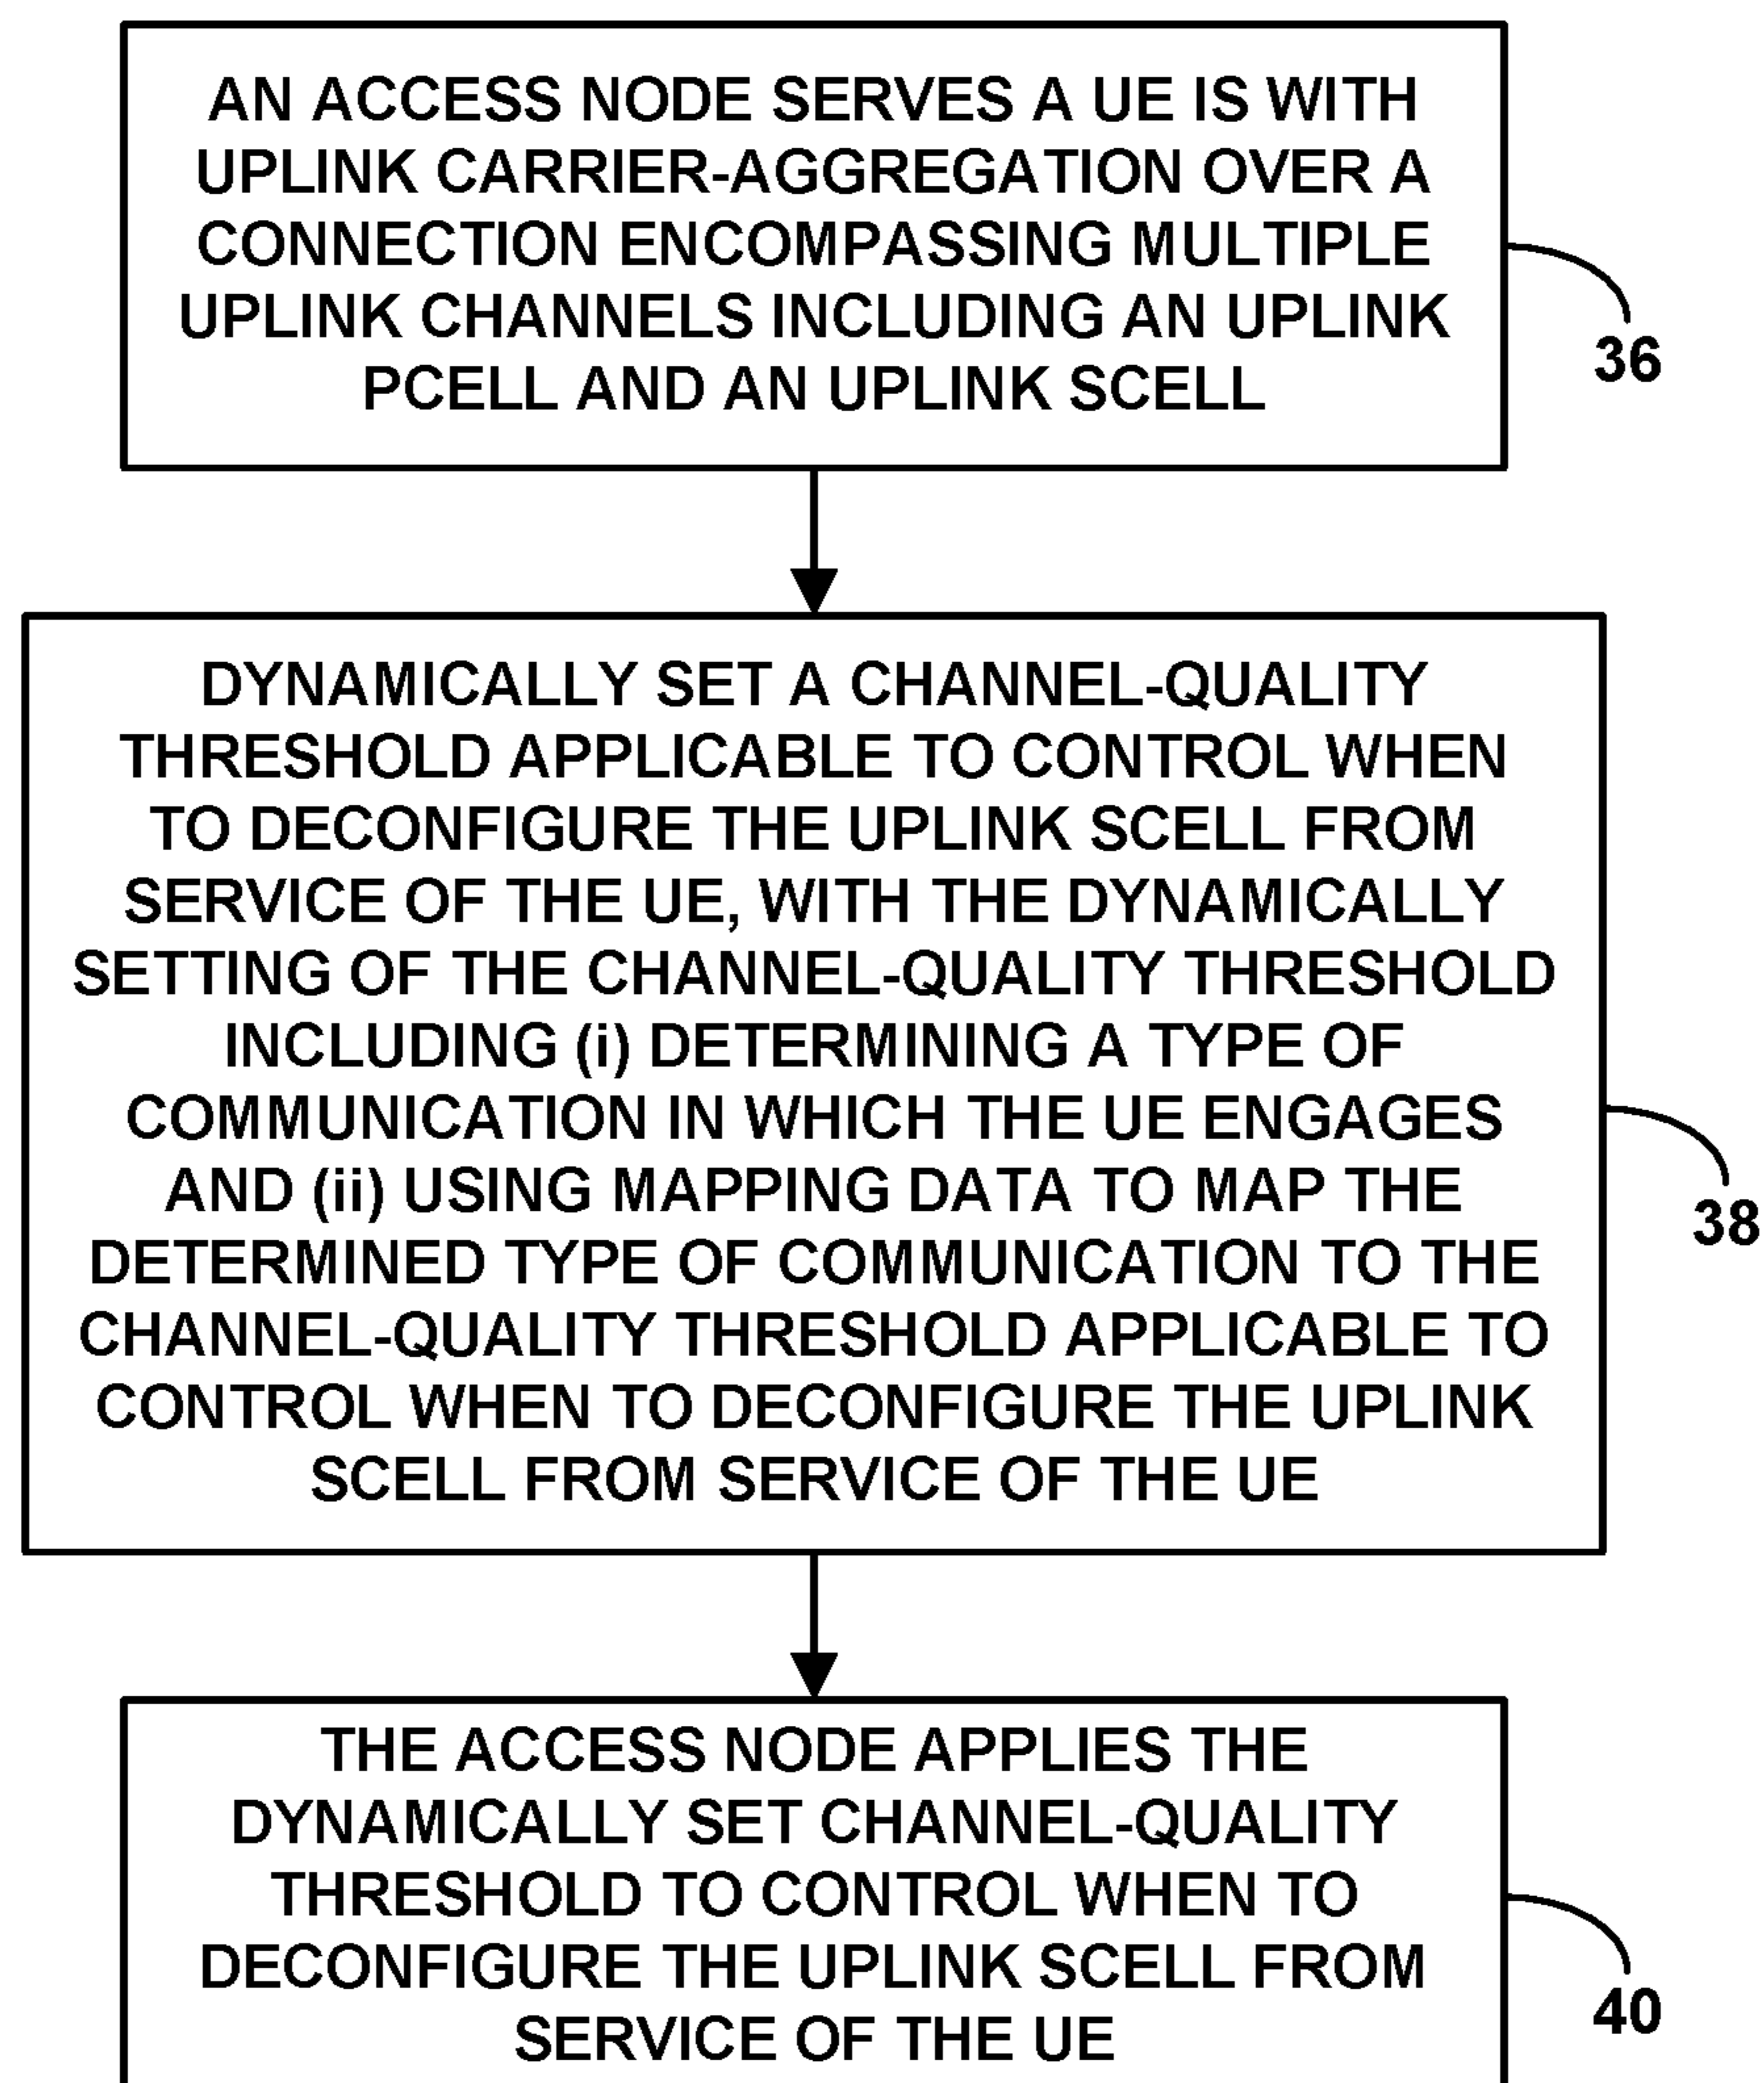 AN ACCESS NODE SERVES A UE IS WITH
UPLINK CARRIER-AGGREGATION OVER A
CONNECTION ENCOMPASSING MULTIPLE
UPLINK CHANNELS INCLUDING AN UPLINK
PCELL AND AN UPLINK SCELL
36
DYNAMICALLY SET A CHANNEL-QUALITY
THRESHOLD APPLICABLE TO CONTROL WHEN
TO DECONFIGURE THE UPLINK SCELL FROM
SERVICE OF THE UE, WITH THE DYNAMICALLY
SETTING OF THE CHANNEL-QUALITY THRESHOLD
INCLUDING (i) DETERMINING A TYPE OF
COMMUNICATION IN WHICH THE UE ENGAGES
AND (ii) USING MAPPING DATA TO MAP THE
DETERMINED TYPE OF COMMUNICATION TO THE
CHANNEL-QUALITY THRESHOLD APPLICABLE TO
CONTROL WHEN TO DECONFIGURE THE UPLINK
SCELL FROM SERVICE OF THE UE
38
THE ACCESS NODE APPLIES THE
DYNAMICALLY SET CHANNEL-QUALITY
THRESHOLD TO CONTROL WHEN TO
DECONFIGURE THE UPLINK SCELL FROM
SERVICE OF THE UE
40